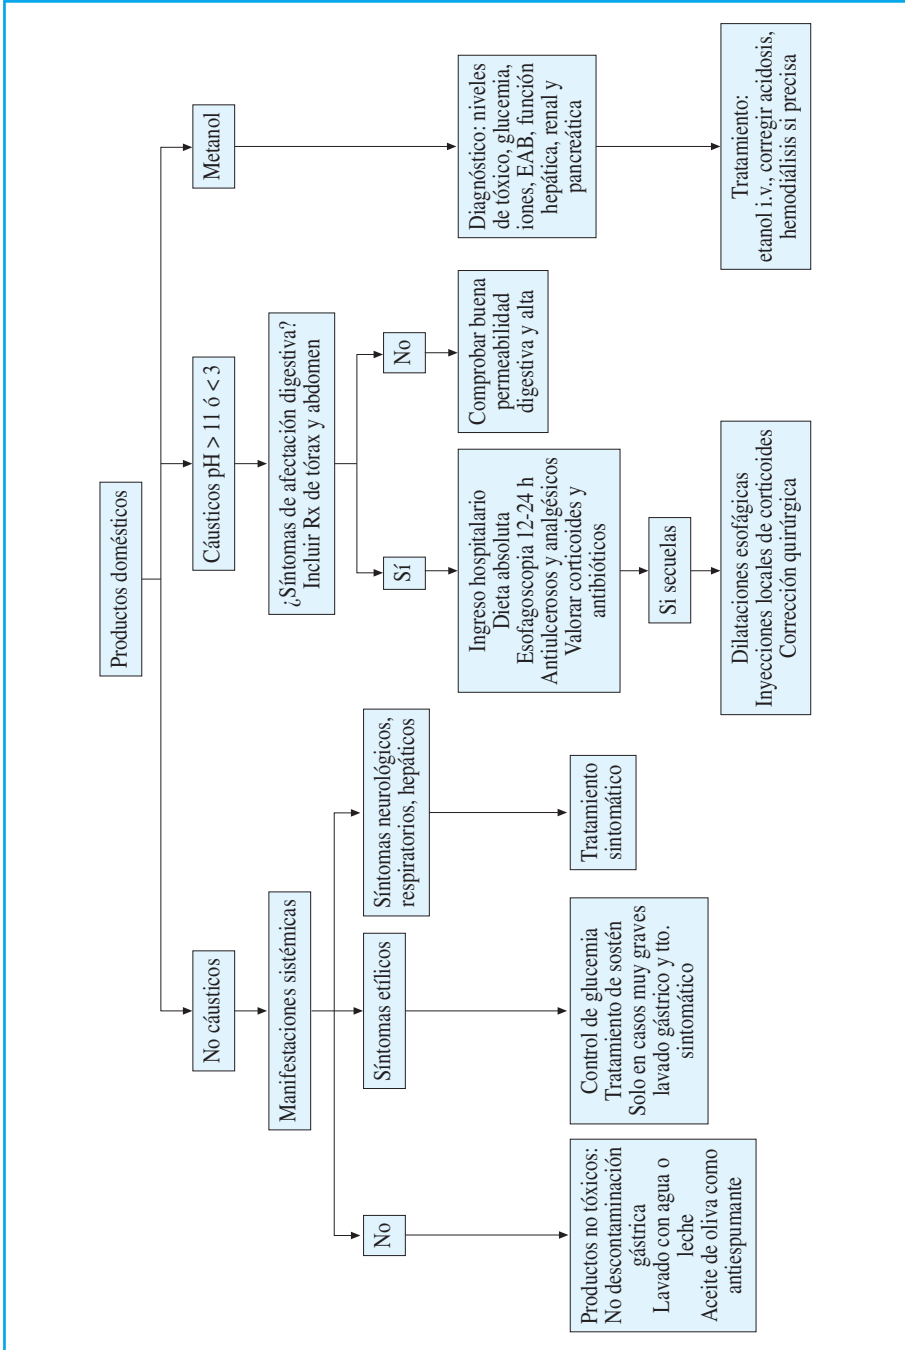 Productos domésticos
No cáusticos
Cáusticos pH > 11 ó < 3
Metanol
Manifestaciones sistémicas
¿Síntomas de afectación digestiva?
Incluir Rx de tórax y abdomen
No
Síntomas etílicos
Síntomas neurológicos,
respiratorios, hepáticos
Sí
No
Ingreso hospitalario
Dieta absoluta
Esofagoscopia 12-24 h
Antiulcerosos y analgésicos
Valorar corticoides y
antibióticos
Comprobar buena
permeabilidad
digestiva y alta
Diagnóstico: niveles
de tóxico, glucemia,
iones, EAB, función
hepática, renal y
pancreática
Productos no tóxicos:
No descontaminación
gástrica
Lavado con agua o
leche
Aceite de oliva como
antiespumante
Control de glucemia
Tratamiento de sostén
Solo en casos muy graves
lavado gástrico y tto.
sintomático
Tratamiento
sintomático
Si secuelas
Dilataciones esofágicas
Inyecciones locales de corticoides
Corrección quirúrgica
Tratamiento:
etanol i.v., corregir acidosis,
hemodiálisis si precisa